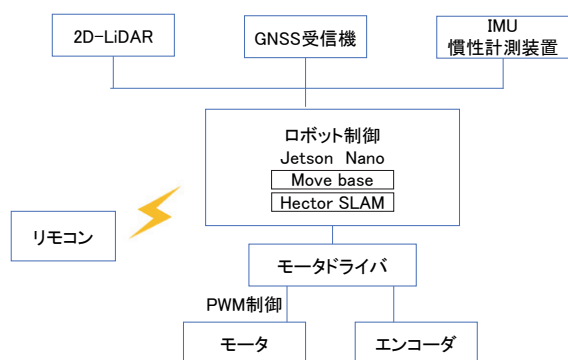 2D-LiDAR
GNSS受信機
IMU
慣性計測装置
ロボット制御
Jetson Nano
Move base
Hector SLAM
リモコン
モータドライバ
PWM制御
モータ
エンコーダ